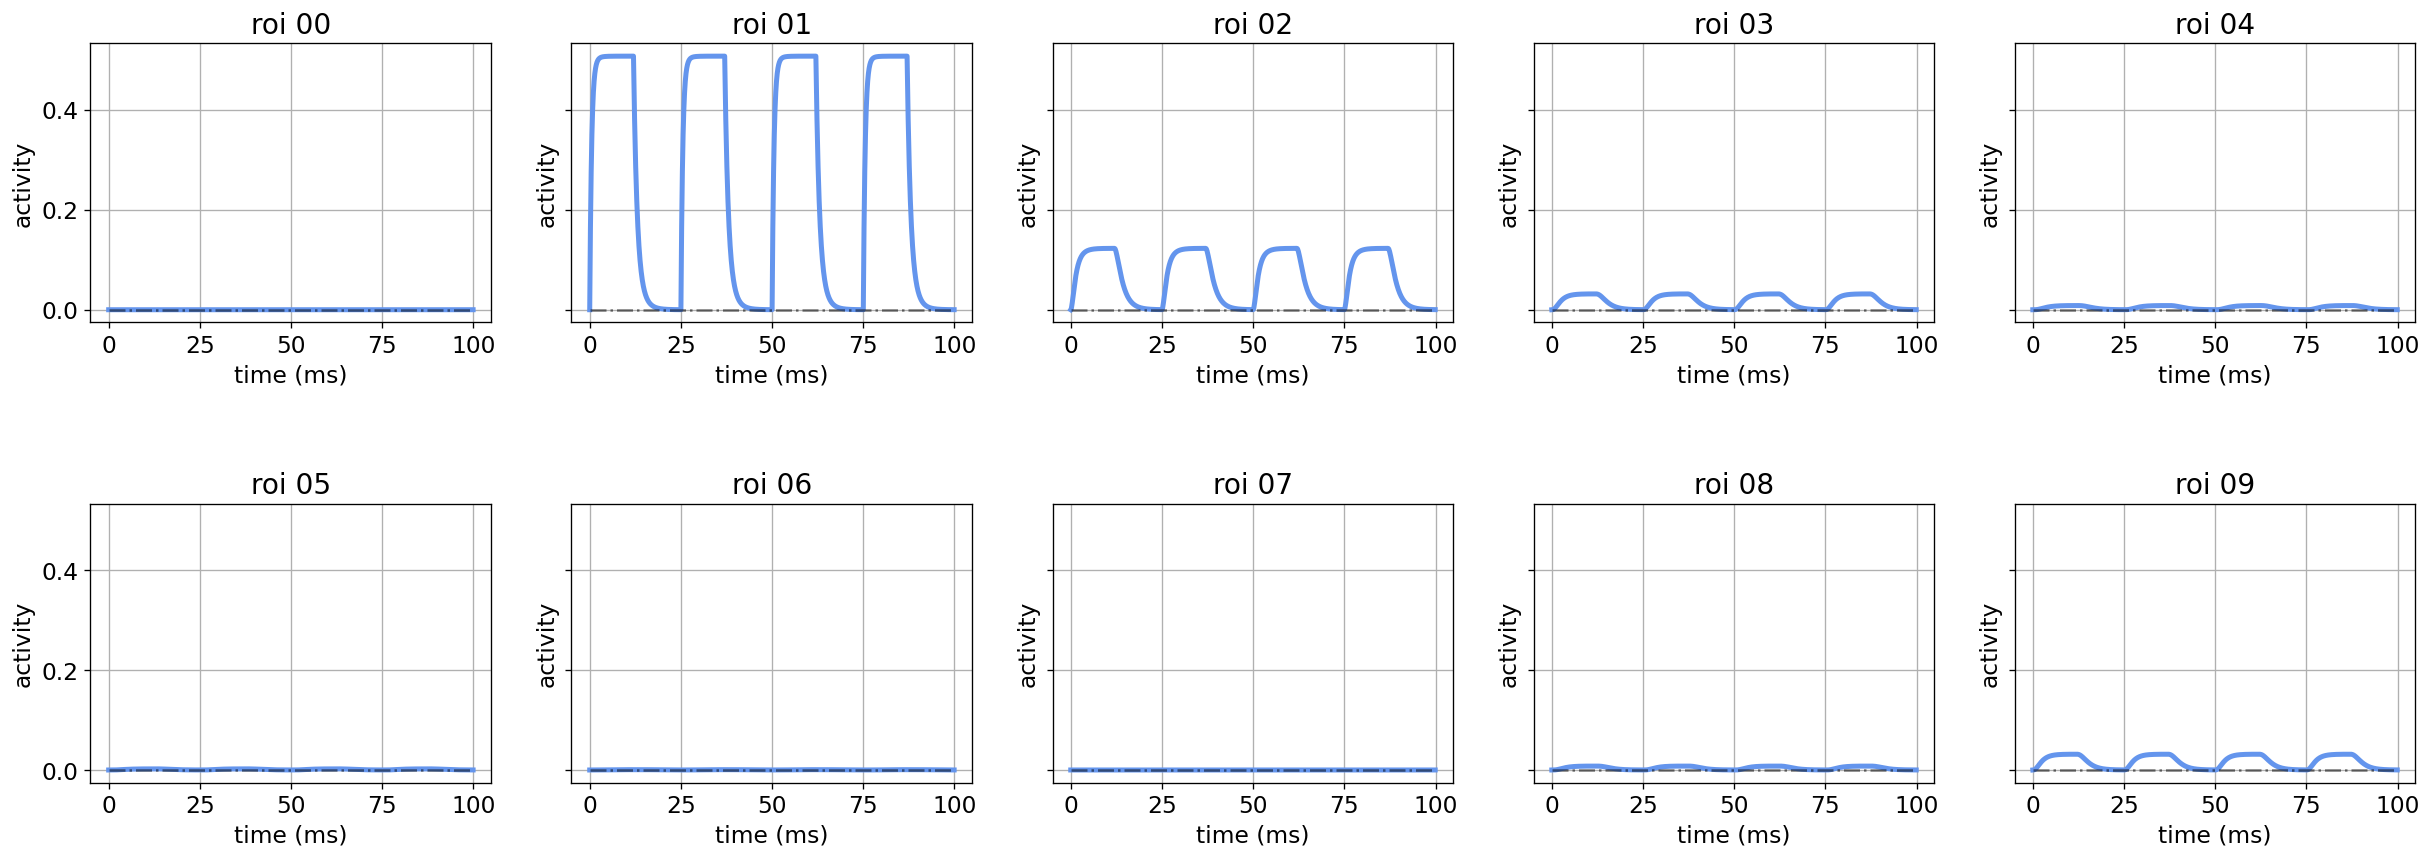 roi 00 roi 01 roi 02 roi 03 roi 04
0.4
0.2
0.0
activity activity activity activity activity
0 25 50 75 100 0 25 50 75 100 0 25 50 75 100 0 25 50 75 100 0 25 50 75 100
time (ms) time (ms) time (ms) time (ms) time (ms)
roi 05 roi 06 roi 07 roi 08 roi 09
0.4
0.2
0.0
activity activity activity activity activity
0 25 50 75 100 0 25 50 75 100 0 25 50 75 100 0 25 50 75 100 0 25 50 75 100
time (ms) time (ms) time (ms) time (ms) time (ms)